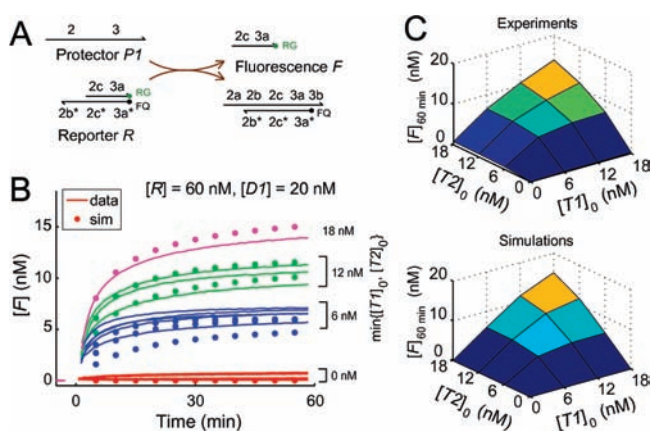 A
2 3
Protector P1
2c 3a
RG
FQ
2b* 2c* 3a*
Reporter R
2c 3a
RG
Fluorescence F
2a 2b 2c 3a 3b
FQ
2b* 2c* 3a*
B
[R] = 60 nM, [D1] = 20 nM
data
sim
[F] (nM)
15
10
5
0
0 30 60
Time (min)
18 nM
12 nM
6 nM
0 nM
min([T1]0, [T2]0)
C
Experiments
[F]60 min (nM)
20
10
0
18 12 6 0
[T2]0 (nM)
0 6 12 18
[T1]0 (nM)
Simulations
[F]60 min (nM)
20
10
0
18 12 6 0
[T2]0 (nM)
0 6 12 18
[T1]0 (nM)